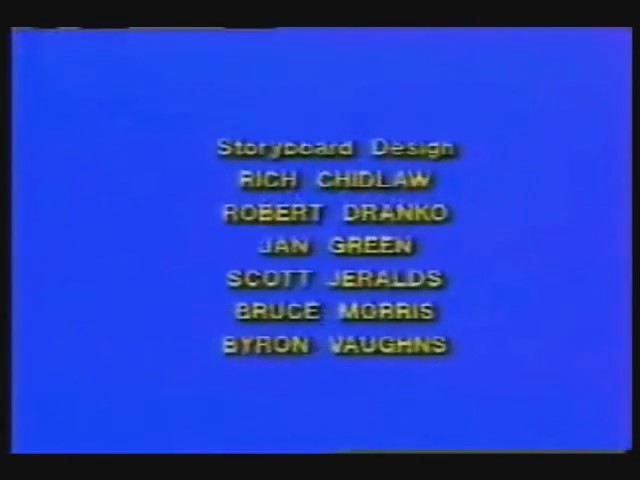 Storyboard Design
RICH CHIDLAW
ROBERT DRANKO
JAN GREEN
SCOTT JERALDS
BRUCE MORRIS
BYRON VAUGHNS